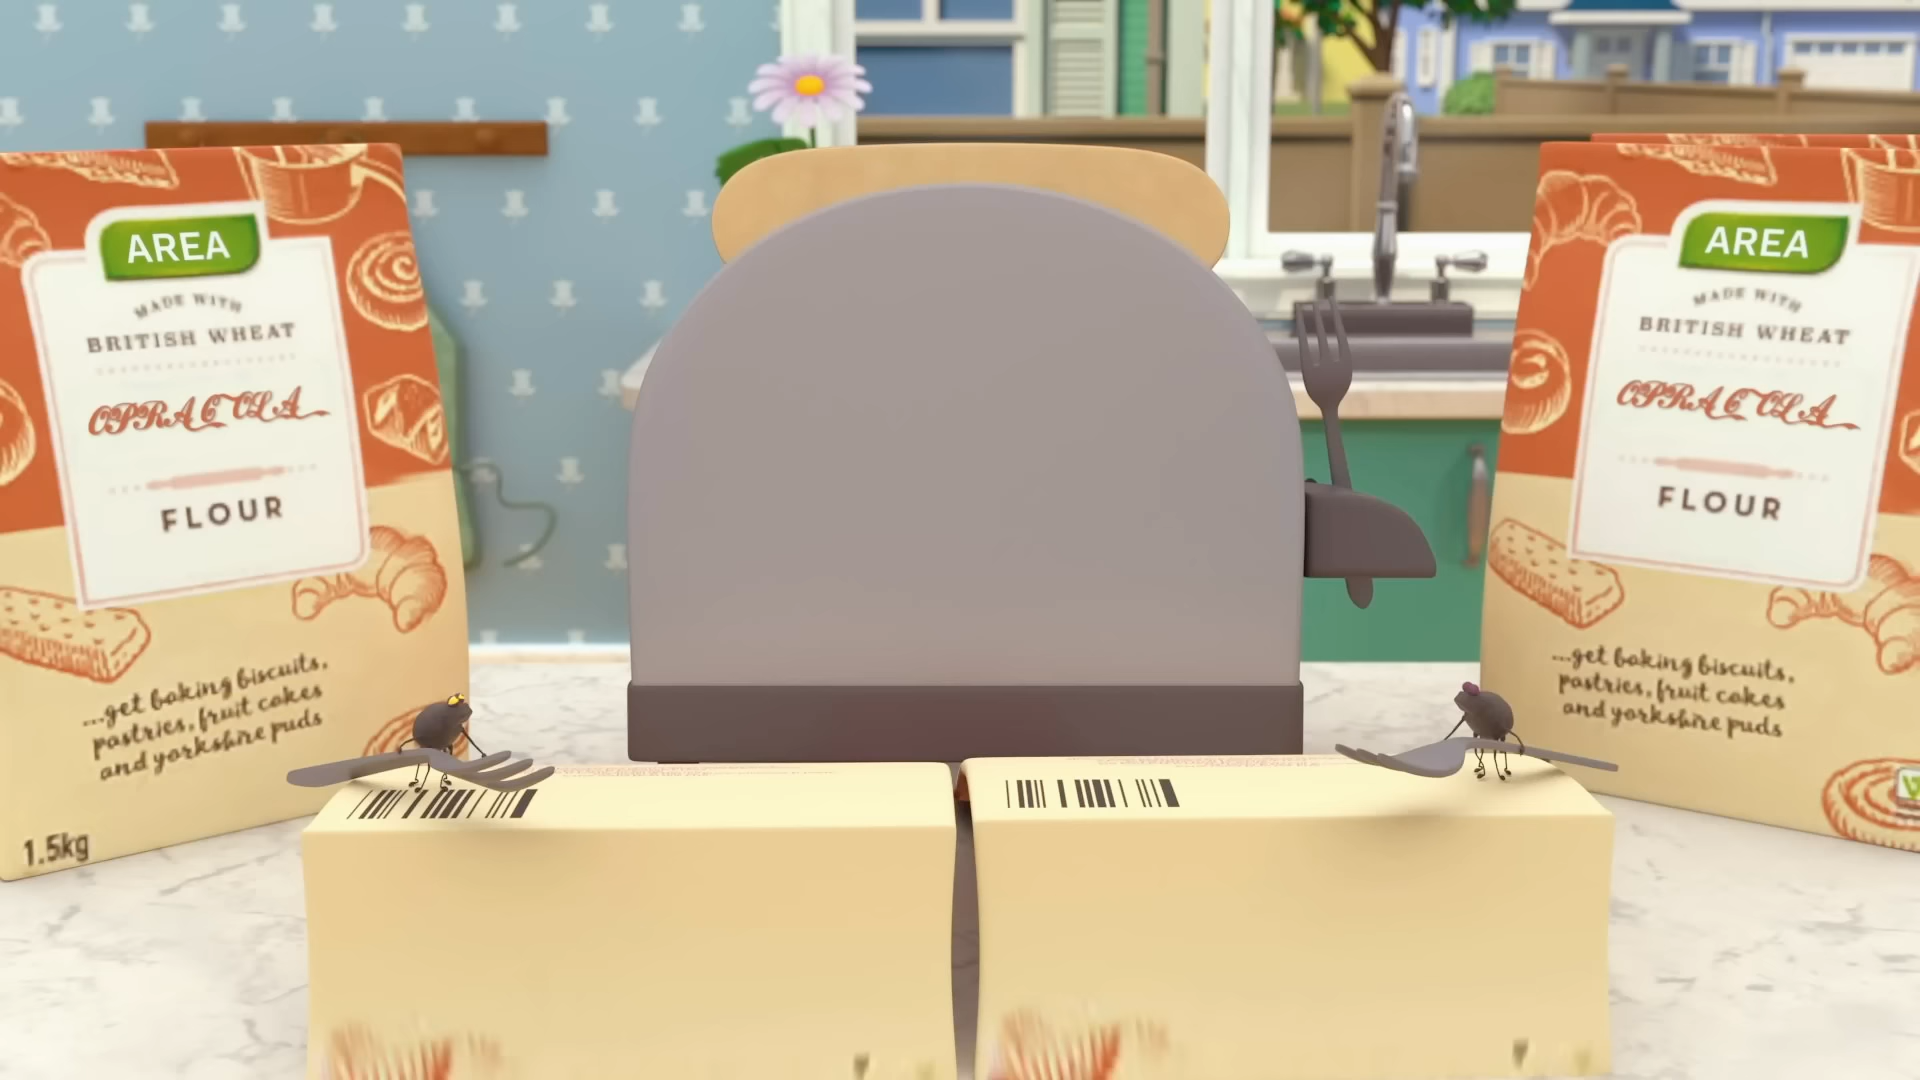 AREA
MADE WITH
BRITISH WHEAT
OPRACOLA
FLOUR
...get baking biscuits,
pastries, fruit cakes
and yorkshire puds
1.5kg
AREA
MADE WITH
BRITISH WHEAT
OPRACOLA
FLOUR
...get baking biscuits,
pastries, fruit cakes
and yorkshire puds